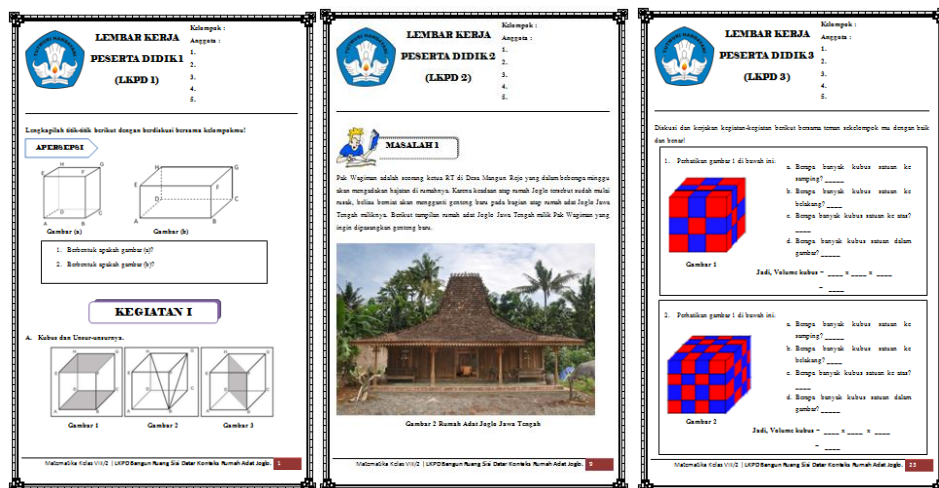 LEMBAR KERJA
PESERTA DIDIK 1
(LKPD 1)
Kelompok :
Anggota :
1.
2.
3.
4.
5.
Lengkapilah titik-titik berikut dengan berdiskusi bersama kelompokmu!
APERSEPSI
H G
E F
D C
A B
Gambar (a)
H G
E F
D C
A B
Gambar (b)
1. Berbentuk apakah gambar (a)?
2. Berbentuk apakah gambar (b)?
KEGIATAN I
A. Kubus dan Unsur-unsurnya.
Gambar 1
Gambar 2
Gambar 3
Matematika Kelas VIII/2 | LKPD Bangun Ruang Sisi Datar Konteks Rumah Adat Joglo. 1
LEMBAR KERJA
PESERTA DIDIK 2
(LKPD 2)
Kelompok :
Anggota :
1.
2.
3.
4.
5.
MASALAH 1
Pak Wagiman adalah seorang ketua RT di Desa Mangun Rejo yang dalam beberapa minggu
akan mengadakan hajatan di rumahnya. Karena keadaan atap rumah Joglo tersebut sudah mulai
rusak, beliau berniat akan mengganti genteng baru pada bagian atap rumah adat Joglo Jawa
Tengah miliknya. Berikut tampilan rumah adat Joglo Jawa Tengah milik Pak Wagiman yang
ingin dipasangkan genteng baru.
Gambar 2 Rumah Adat Joglo Jawa Tengah
Matematika Kelas VIII/2 | LKPD Bangun Ruang Sisi Datar Konteks Rumah Adat Joglo. 9
LEMBAR KERJA
PESERTA DIDIK 3
(LKPD 3)
Kelompok :
Anggota :
1.
2.
3.
4.
5.
Diskusi dan kerjakan kegiatan-kegiatan berikut bersama teman sekelompok mu dengan baik
dan benar!
1. Perhatikan gambar 1 di bawah ini.
Gambar 1
a. Berapa banyak kubus satuan ke
samping? _____
b. Berapa banyak kubus satuan ke
belakang? ____
c. Berapa banyak kubus satuan ke atas?
____
d. Berapa banyak kubus satuan dalam
gambar? _____
Jadi, Volume kubus = ____ x ____ x ____
= ____
2. Perhatikan gambar 1 di bawah ini.
Gambar 2
a. Berapa banyak kubus satuan ke
samping? _____
b. Berapa banyak kubus satuan ke
belakang? ____
c. Berapa banyak kubus satuan ke atas?
____
d. Berapa banyak kubus satuan dalam
gambar? _____
Jadi, Volume kubus = ____ x ____ x ____
= ____
Matematika Kelas VIII/2 | LKPD Bangun Ruang Sisi Datar Konteks Rumah Adat Joglo. 23